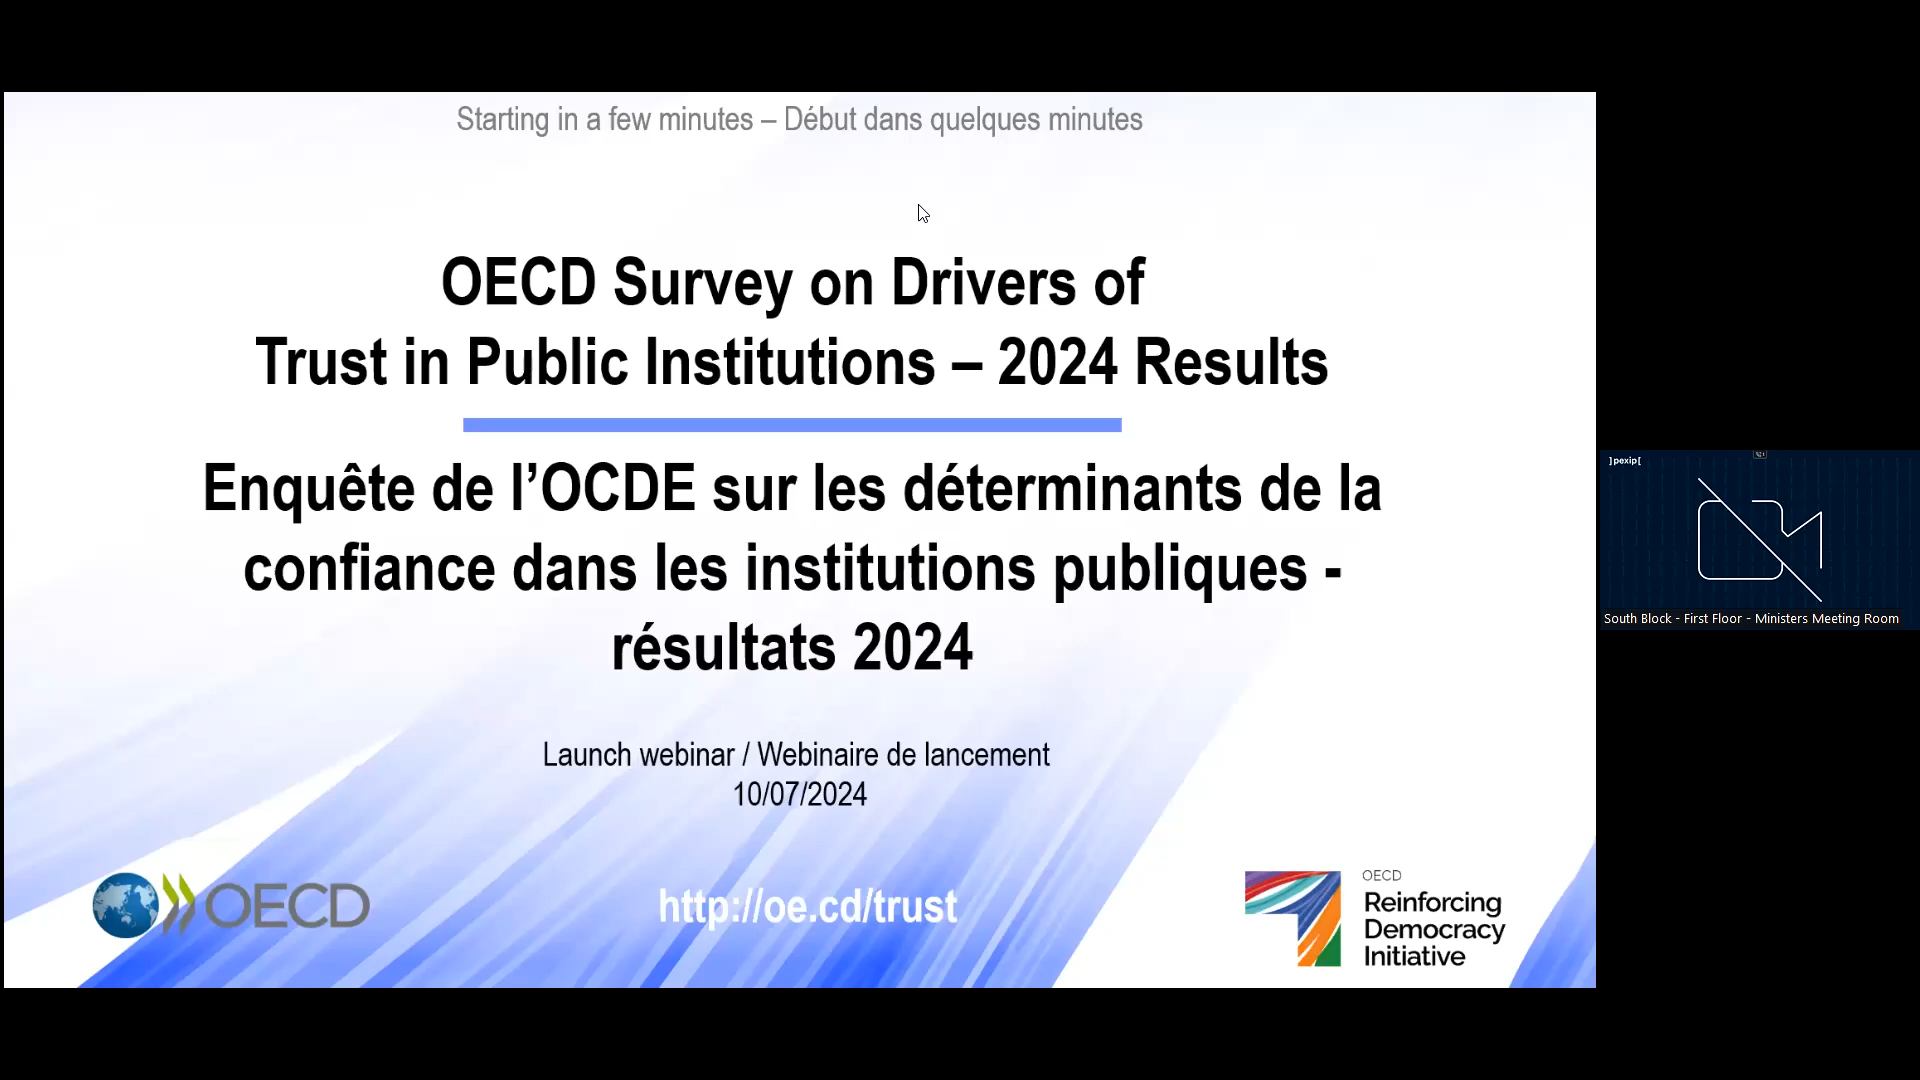 Starting in a few minutes – Début dans quelques minutes
OECD Survey on Drivers of
Trust in Public Institutions – 2024 Results
Enquête de l’OCDE sur les déterminants de la
confiance dans les institutions publiques -
résultats 2024
Launch webinar / Webinaire de lancement
10/07/2024
OECD
http://oe.cd/trust
OECD
Reinforcing
Democracy
Initiative
]pexip[
South Block - First Floor - Ministers Meeting Room